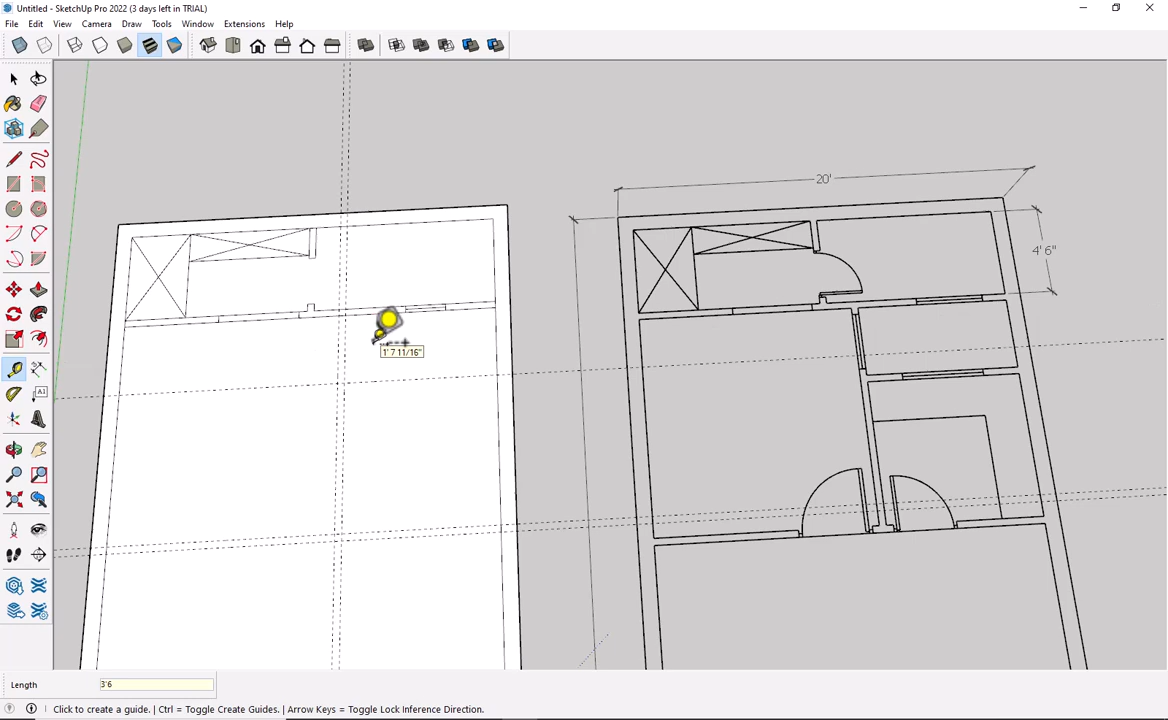 Untitled - SketchUp Pro 2022 (3 days left in TRIAL)
File Edit View Camera Draw Tools Window Extensions Help
20'
4' 6"
1' 7 11/16"
AI
Length 3'6
Click to create a guide. | Ctrl = Toggle Create Guides. | Arrow Keys = Toggle Lock Inference Direction.